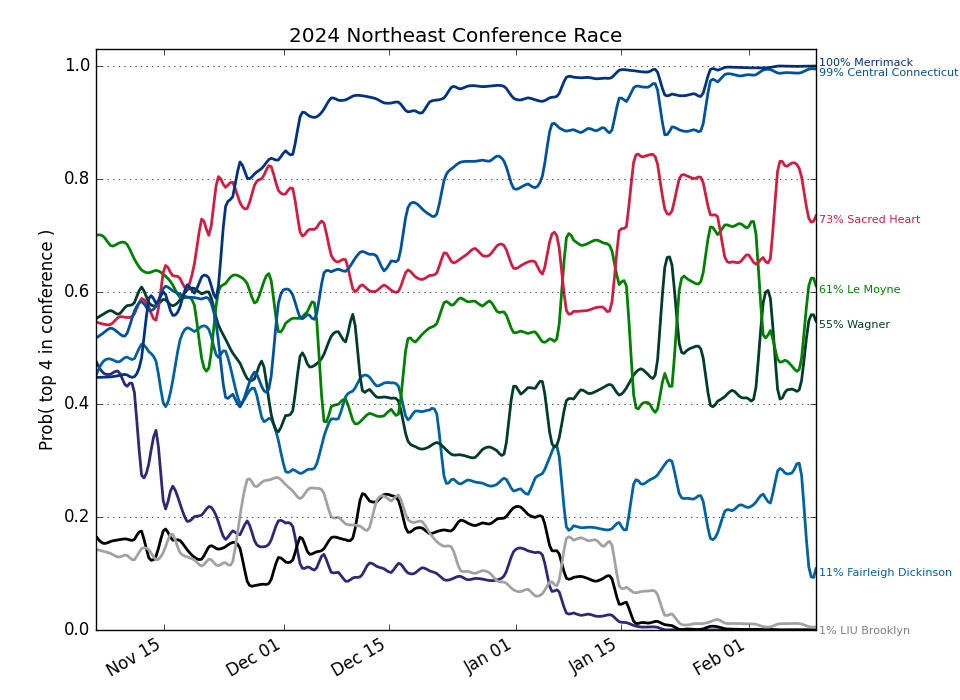 2024 Northeast Conference Race
Prob( top 4 in conference )
1.0
0.8
0.6
0.4
0.2
0.0
Nov 15
Dec 01
Dec 15
Jan 01
Jan 15
Feb 01
100% Merrimack
99% Central Connecticut
73% Sacred Heart
61% Le Moyne
55% Wagner
11% Fairleigh Dickinson
1% LIU Brooklyn